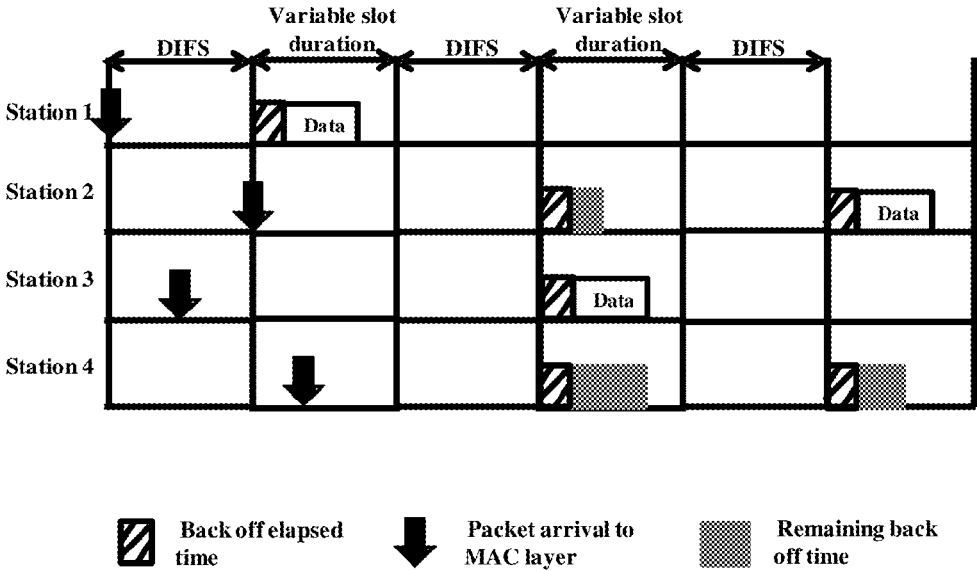 Variable slot
duration
Variable slot
duration
DIFS
DIFS
DIFS
Station 1
Data
Station 2
Data
Station 3
Data
Station 4
Back off elapsed
time
Packet arrival to
MAC layer
Remaining back
off time